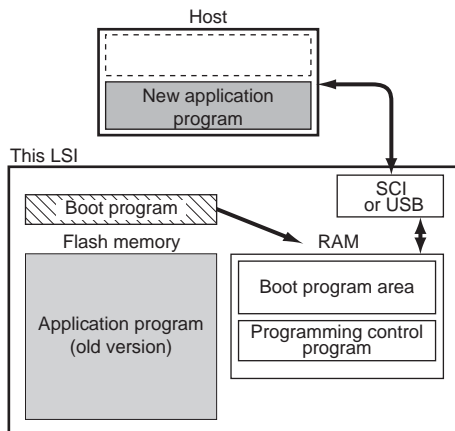 Host
New application
program
This LSI
SCI
or USB
Boot program
Flash memory
RAM
Application program
(old version)
Boot program area
Programming control
program